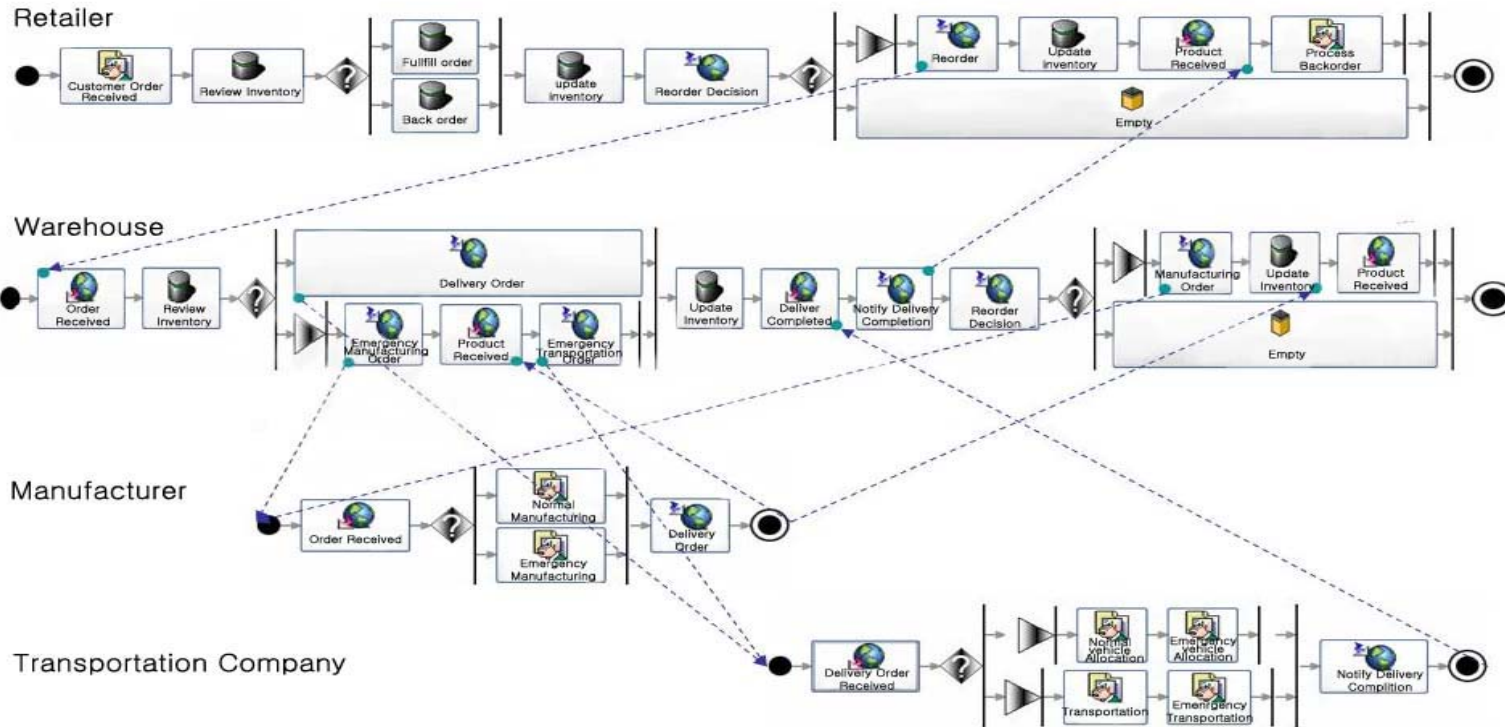 Retailer
Customer Order
Received
Review Inventory
?
Fullfill order
Back order
update
inventory
Reorder Decision
?
Reorder
Update
inventory
Product
Received
Process
Backorder
Empty
Warehouse
Order
Received
Review
Inventory
?
Delivery Order
Emergency
Manufacturing
Order
Product
Received
Emergency
Transportation
Order
Update
Inventory
Deliver
Completed
Notify Delivery
Completion
Reorder
Decision
?
Manufacturing
Order
Update
Inventory
Product
Received
Empty
Manufacturer
Order Received
?
Normal
Manufacturing
Emergency
Manufacturing
Delivery
Order
Transportation Company
Delivery Order
Received
?
Normal
vehicle
Allocation
Emergency
vehicle
Allocation
Transportation
Emenrgency
Transportation
Notify Delivery
Complition